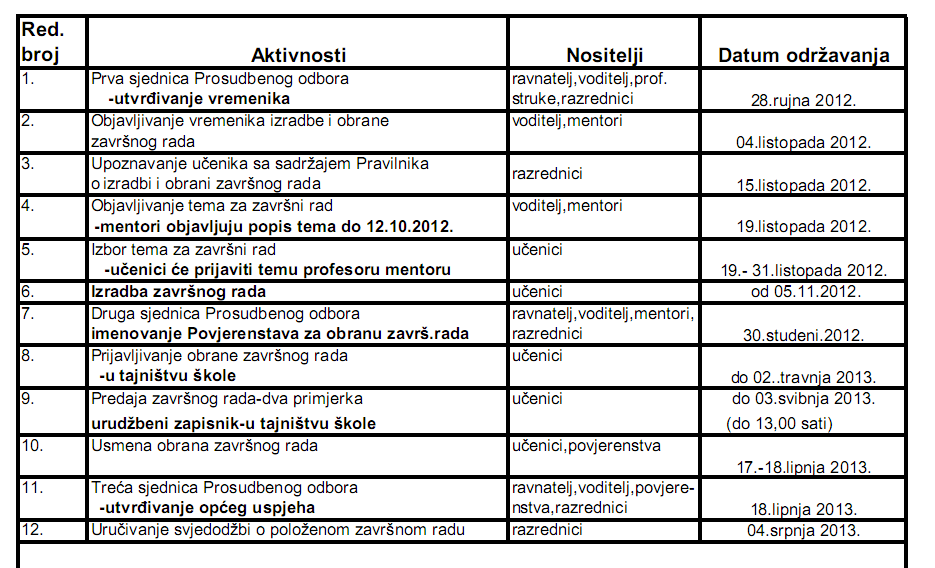 Red.
broj Aktivnosti Nositelji Datum održavanja
1. Prva sjednica Prosudbenog odbora ravnatelj,voditelj,prof.
-utvrđivanje vremenika struke,razrednici 28.rujna 2012.
2. Objavljivanje vremenika izradbe i obrane voditelj,mentori
završnog rada 04.listopada 2012.
3. Upoznavanje učenika sa sadržajem Pravilnika
o izradbi i obrani završnog rada razrednici 15.listopada 2012.
4. Objavljivanje tema za završni rad voditelj,mentori
-mentori objavljuju popis tema do 12.10.2012. 19.listopada 2012.
5. Izbor tema za završni rad učenici
-učenici će prijaviti temu profesoru mentoru 19.- 31.listopada 2012.
6. Izradba završnog rada učenici od 05.11.2012.
7. Druga sjednica Prosudbenog odbora ravnatelj,voditelj,mentori,
imenovanje Povjerenstava za obranu završ.rada razrednici 30.studeni.2012.
8. Prijavljivanje obrane završnog rada učenici
-u tajništvu škole do 02..travnja 2013.
9. Predaja završnog rada-dva primjerka učenici do 03.svibnja 2013.
urudžbeni zapisnik-u tajništvu škole (do 13,00 sati)
10. Usmena obrana završnog rada učenici,povjerenstva
17.-18.lipnja 2013.
11. Treća sjednica Prosudbenog odbora ravnatelj,voditelj,povjere-
-utvrđivanje općeg uspjeha nstva,razrednici 18.lipnja 2013.
12. Uručivanje svjedodžbi o položenom završnom radu razrednici 04.srpnja 2013.